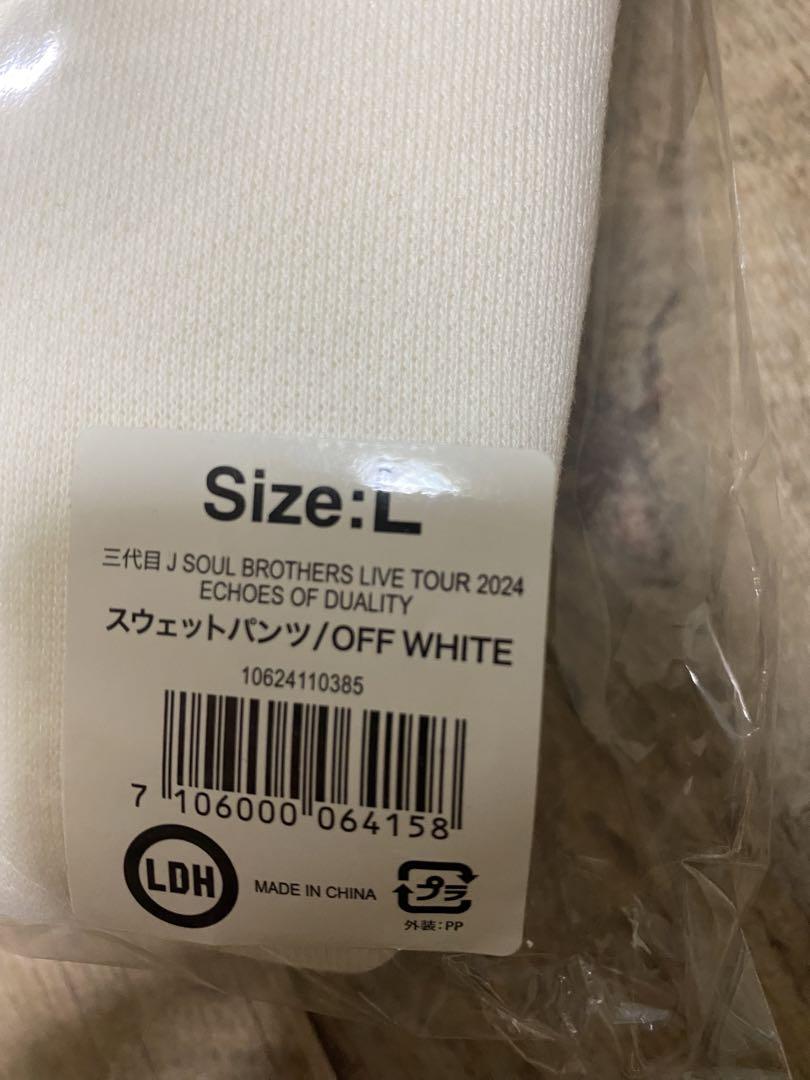 Size:L
三代目 J SOUL BROTHERS LIVE TOUR 2024
ECHOES OF DUALITY
スウェットパンツ/OFF WHITE
10624110385
7 106000 064158
LDH
MADE IN CHINA
プラ
外装:PP